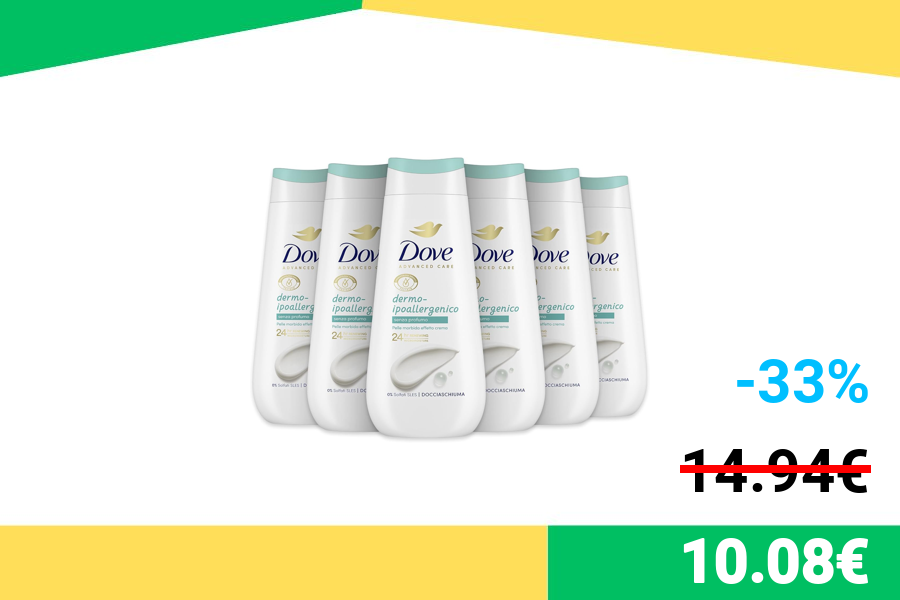 Dove
ADVANCED CARE
dermo-
ipoallergenico
senza profumo
Pelle morbida effetto crema
24
0% Solfati SLES | DOCCIASCHIUMA
-33%
14.94€
10.08€